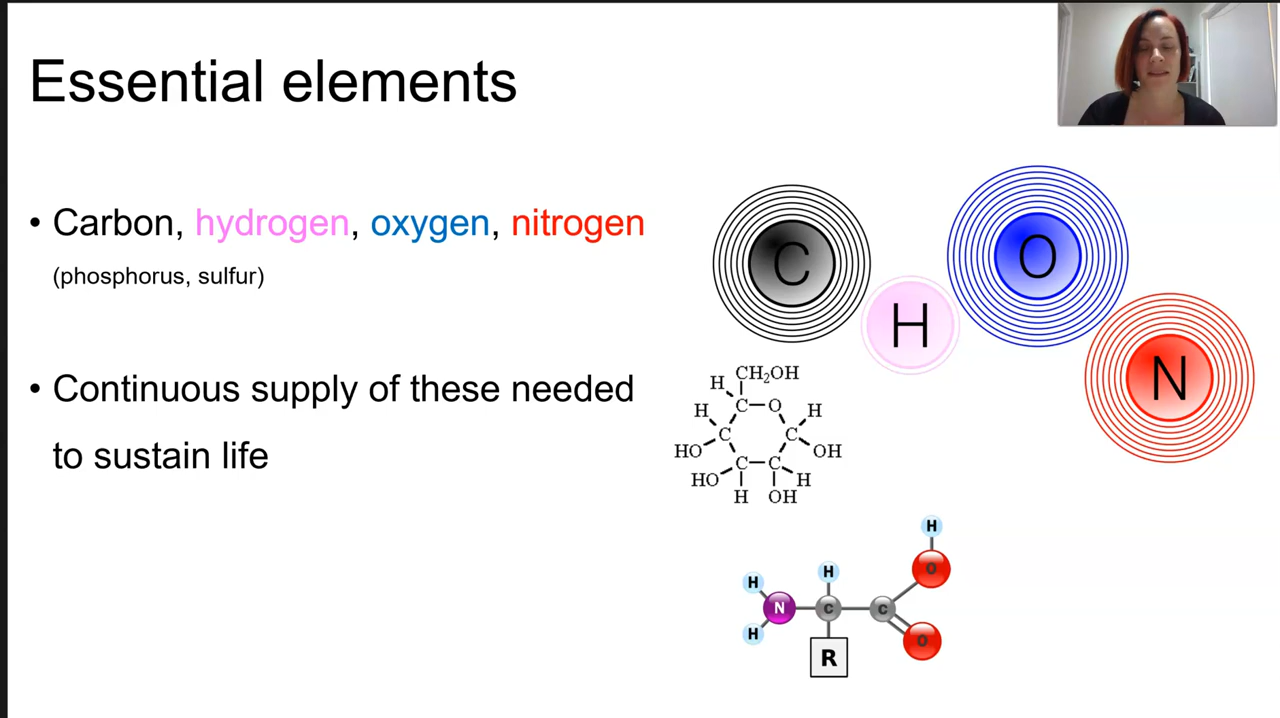 Essential elements
• Carbon, hydrogen, oxygen, nitrogen
(phosphorus, sulfur)
• Continuous supply of these needed
to sustain life
C
O
H
N
CH₂OH
H
C O
H H
C C
HO OH
C C
HO H
H OH
H
H H O
N C C
H O
R